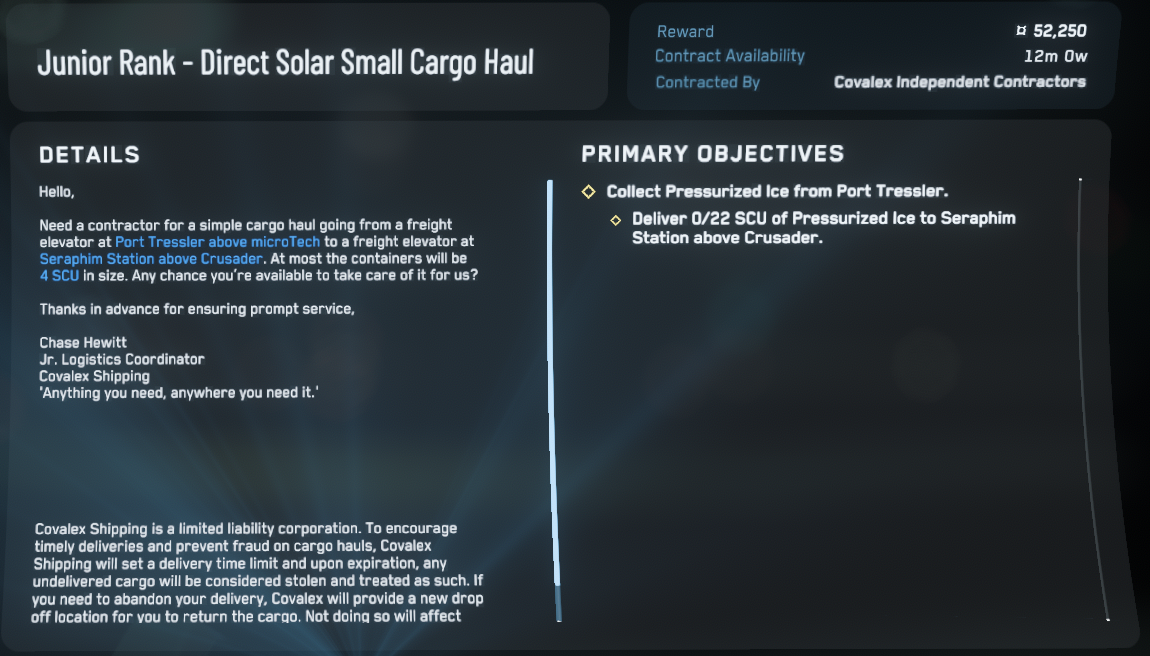 Junior Rank - Direct Solar Small Cargo Haul
Reward ¤ 52,250
Contract Availability 12m 0w
Contracted By Covalex Independent Contractors
DETAILS
Hello,
Need a contractor for a simple cargo haul going from a freight
elevator at Port Tressler above microTech to a freight elevator at
Seraphim Station above Crusader. At most the containers will be
4 SCU in size. Any chance you're available to take care of it for us?
Thanks in advance for ensuring prompt service,
Chase Hewitt
Jr. Logistics Coordinator
Covalex Shipping
'Anything you need, anywhere you need it.'
Covalex Shipping is a limited liability corporation. To encourage
timely deliveries and prevent fraud on cargo hauls, Covalex
Shipping will set a delivery time limit and upon expiration, any
undelivered cargo will be considered stolen and treated as such. If
you need to abandon your delivery, Covalex will provide a new drop
off location for you to return the cargo. Not doing so will affect
PRIMARY OBJECTIVES
Collect Pressurized Ice from Port Tressler.
Deliver 0/22 SCU of Pressurized Ice to Seraphim
Station above Crusader.